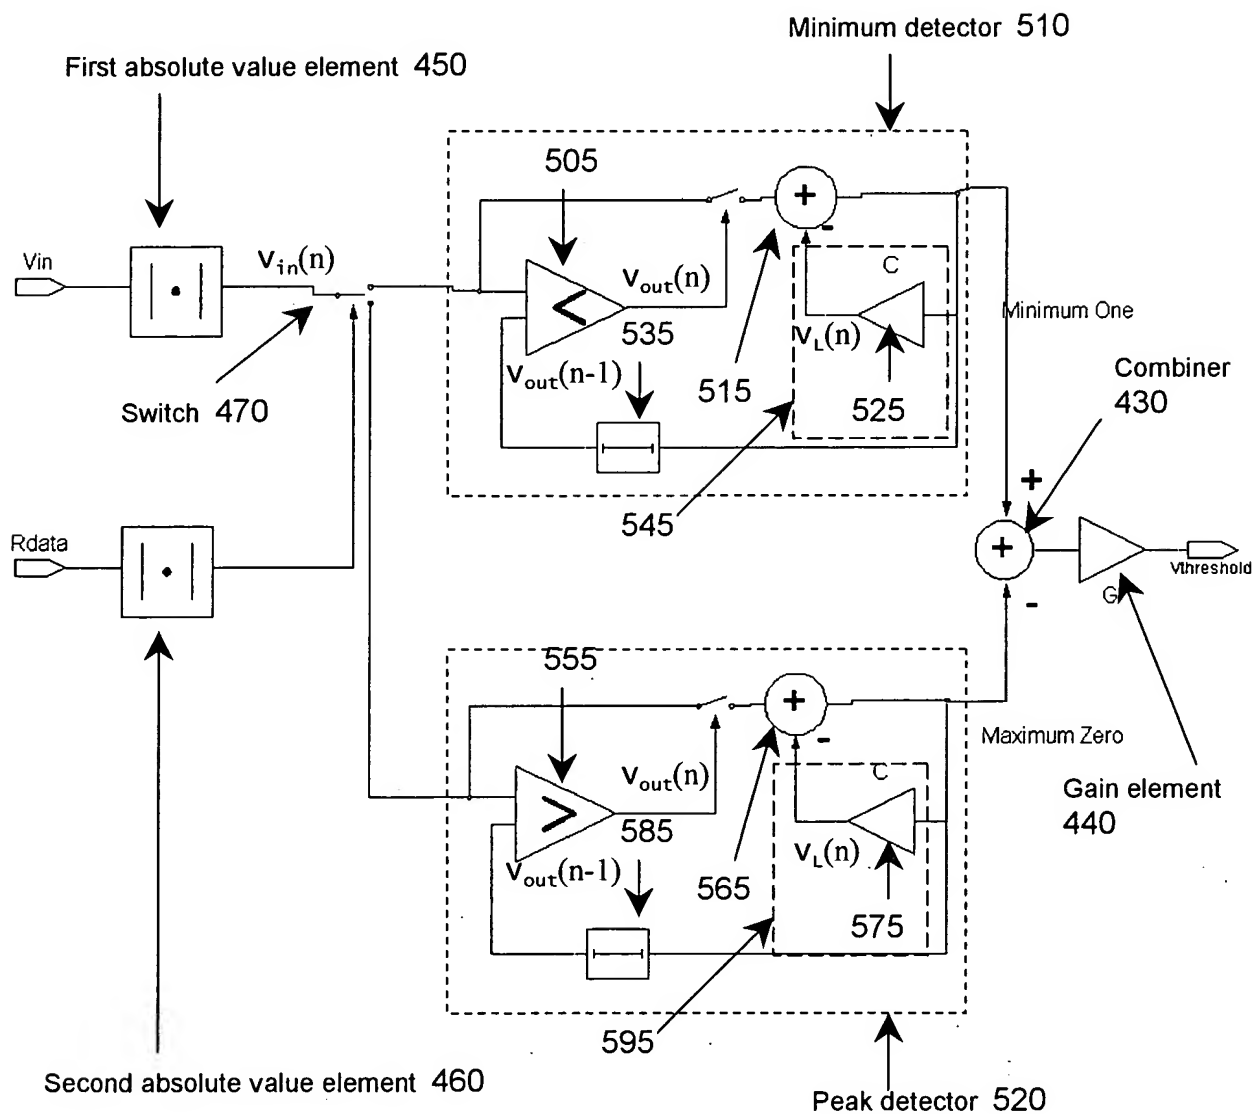 Minimum detector 510
First absolute value element 450
505
+
-
Vin
| • |
Vin(n)
Vout(n)
C
<
535
VL(n)
Minimum One
Vout(n-1)
515
525
Switch 470
Combiner
430
545
+
Rdata
| • |
+
G
Vthreshold
-
555
+
-
Maximum Zero
Vout(n)
C
>
585
VL(n)
Gain element
440
Vout(n-1)
565
575
595
Second absolute value element 460
Peak detector 520